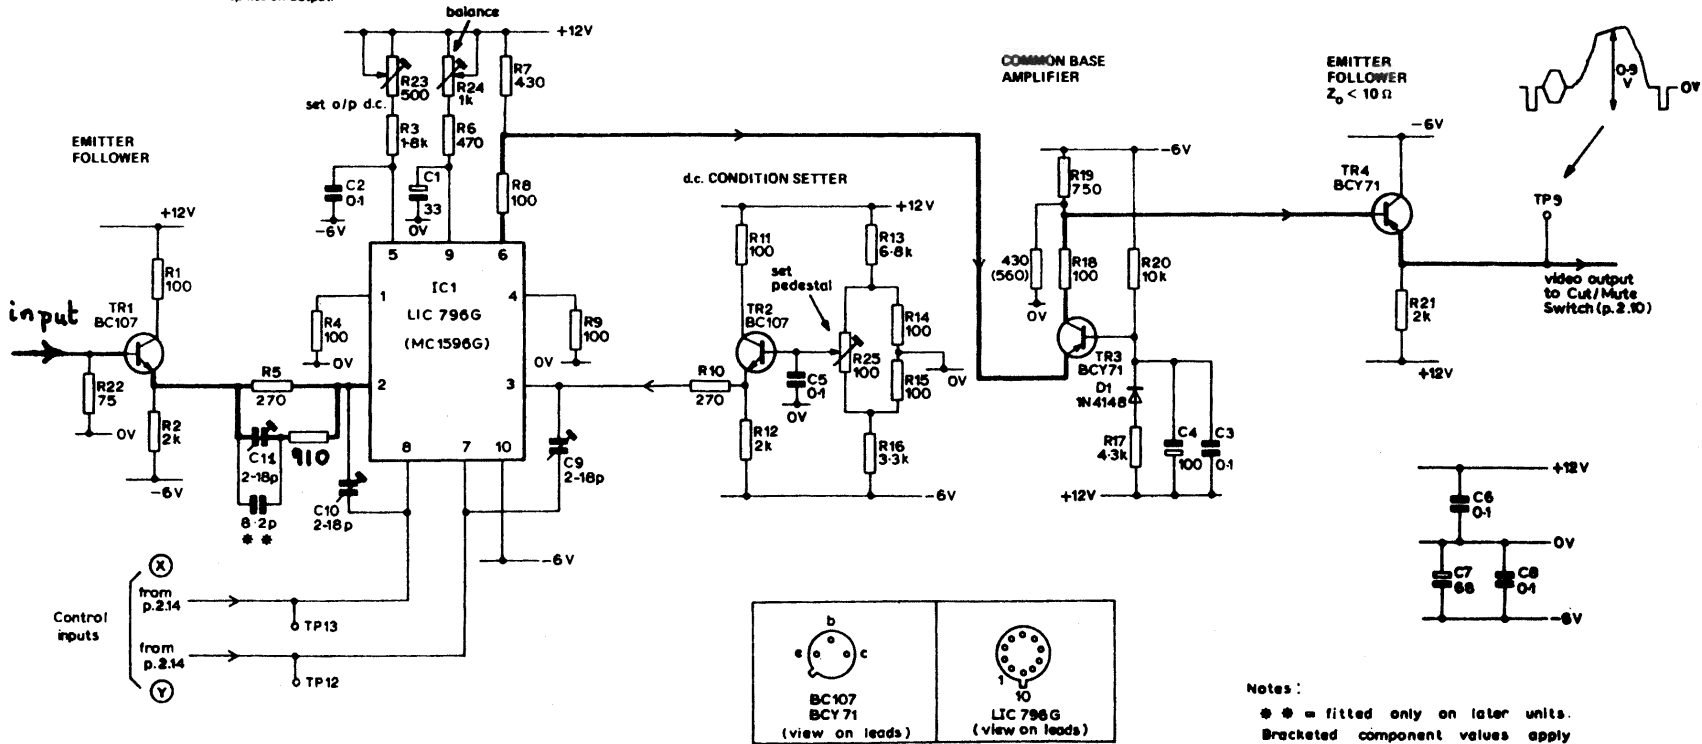 balance
+12V
R23
500
R24
1k
R7
430
set o/p d.c.
R3
1·8k
R6
470
EMITTER
FOLLOWER
C2
0·1
-6V
C1
33
0V
R8
100
+12V
R1
100
input
TR1
BC107
R22
75
0V
R2
2k
-6V
R5
270
C11
2-18p
910
8·2p
* *
C10
2-18p
R4
100
0V
5
9
6
1
4
2
3
8
7
10
IC1
LIC 796G
(MC1596G)
R9
100
0V
C9
2-18p
-6V
d.c. CONDITION SETTER
+12V
R11
100
R13
6·8k
set
pedestal
TR2
BC107
R14
100
R25
100
R15
100
0V
C5
0·1
0V
R10
270
R12
2k
R16
3·3k
-6V
COMMON BASE
AMPLIFIER
-6V
R19
750
430
(560)
0V
R18
100
R20
10k
TR3
BCY71
D1
1N4148
R17
4·3k
C4
100
C3
0·1
+12V
EMITTER
FOLLOWER
Zo < 10 Ω
-6V
TR4
BCY71
R21
2k
+12V
0·9
V
0V
TP9
video output
to Cut/Mute
Switch (p.2.10)
+12V
C6
0·1
0V
C7
68
C8
0·1
-6V
Control
inputs
X
from
p.2.14
TP13
from
p.2.14
TP12
Y
b
e
c
BC107
BCY71
(view on leads)
1
10
LIC 796G
(view on leads)
Notes :
* * = fitted only on later units.
Bracketed component values apply